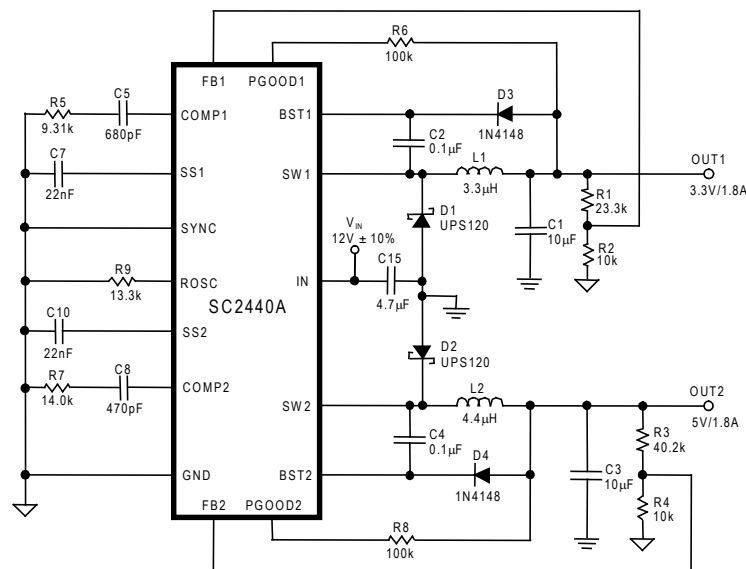 R6
100k
FB1
PGOOD1
D3
1N4148
C5
R5
COMP1
BST1
9.31k
680pF
C2
0.1μF
C7
L1
OUT1
SS1
SW1
22nF
3.3μH
3.3V/1.8A
R1
23.3k
D1
UPS120
VIN
12V ± 10%
C1
10μF
SYNC
R2
10k
R9
C15
ROSC
IN
13.3k
SC2440A
4.7μF
C10
SS2
22nF
D2
UPS120
R7
C8
COMP2
L2
OUT2
14.0k
470pF
SW2
4.4μH
5V/1.8A
C4
0.1μF
R3
40.2k
D4
GND
BST2
1N4148
C3
10μF
R4
10k
FB2
PGOOD2
R8
100k